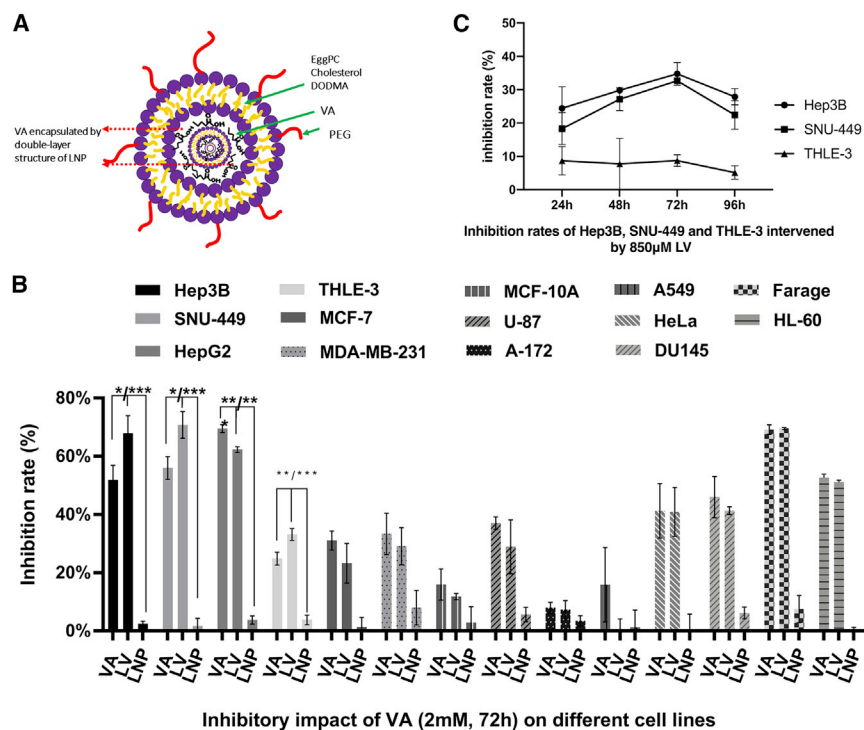 A
EggPC
Cholesterol
DODMA
VA
PEG
VA encapsulated by
double-layer
structure of LNP
C
inhibition rate (%)
50
40
30
20
10
0
24h 48h 72h 96h
Hep3B
SNU-449
THLE-3
Inhibition rates of Hep3B, SNU-449 and THLE-3 intervened
by 850µM LV
B
Hep3B THLE-3 MCF-10A A549 Farage
SNU-449 MCF-7 U-87 HeLa HL-60
HepG2 MDA-MB-231 A-172 DU145
Inhibition rate (%)
80%
60%
40%
20%
0%
*/*** */*** **/**
*
**/***
VA LV LNP VA LV LNP VA LV LNP VA LV LNP VA LV LNP VA LV LNP VA LV LNP VA LV LNP VA LV LNP VA LV LNP VA LV LNP VA LV LNP VA LV LNP VA LV LNP
Inhibitory impact of VA (2mM, 72h) on different cell lines